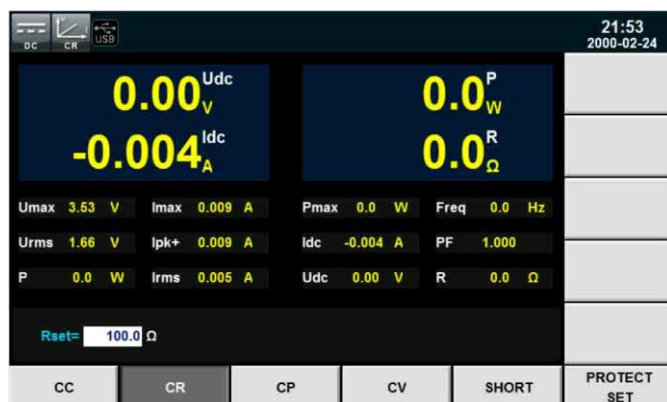 DC CR USB 21:53
2000-02-24
0.00 Udc V 0.0 P W
-0.004 Idc A 0.0 R Ω
Umax 3.53 V Imax 0.009 A Pmax 0.0 W Freq 0.0 Hz
Urms 1.66 V Ipk+ 0.009 A Idc -0.004 A PF 1.000
P 0.0 W Irms 0.005 A Udc 0.00 V R 0.0 Ω
Rset= 100.0 Ω
CC CR CP CV SHORT PROTECT
SET